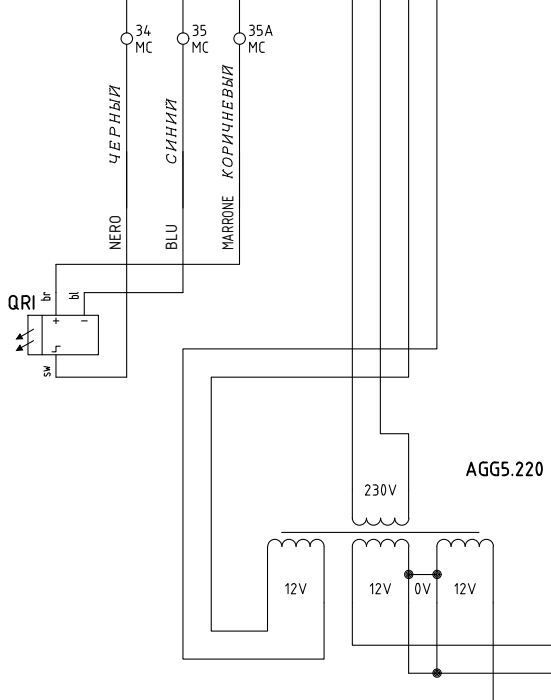 34
MC
35
MC
35A
MC
ЧЕРНЫЙ
СИНИЙ
КОРИЧНЕВЫЙ
NERO
BLU
MARRONE
QRI
br
bl
+ -
sw
AGG5.220
230V
12V
12V
0V
12V